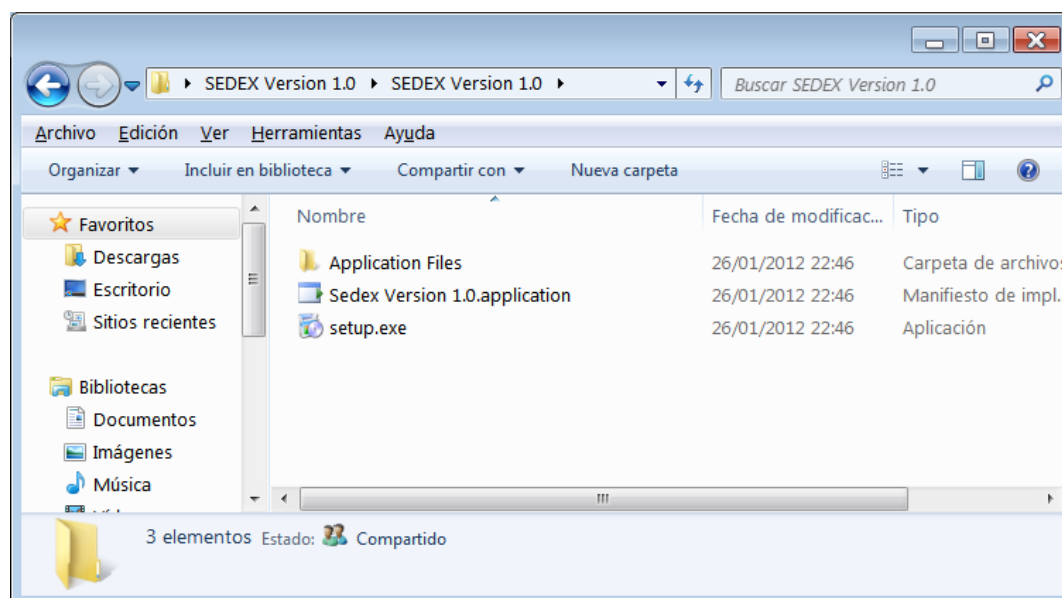 SEDEX Version 1.0 SEDEX Version 1.0 Buscar SEDEX Version 1.0
Archivo Edición Ver Herramientas Ayuda
Organizar Incluir en biblioteca Compartir con Nueva carpeta
Favoritos
Descargas
Escritorio
Sitios recientes
Bibliotecas
Documentos
Imágenes
Música
Nombre Fecha de modificac... Tipo
Application Files 26/01/2012 22:46 Carpeta de archivos
Sedex Version 1.0.application 26/01/2012 22:46 Manifiesto de impl.
setup.exe 26/01/2012 22:46 Aplicación
3 elementos Estado: Compartido